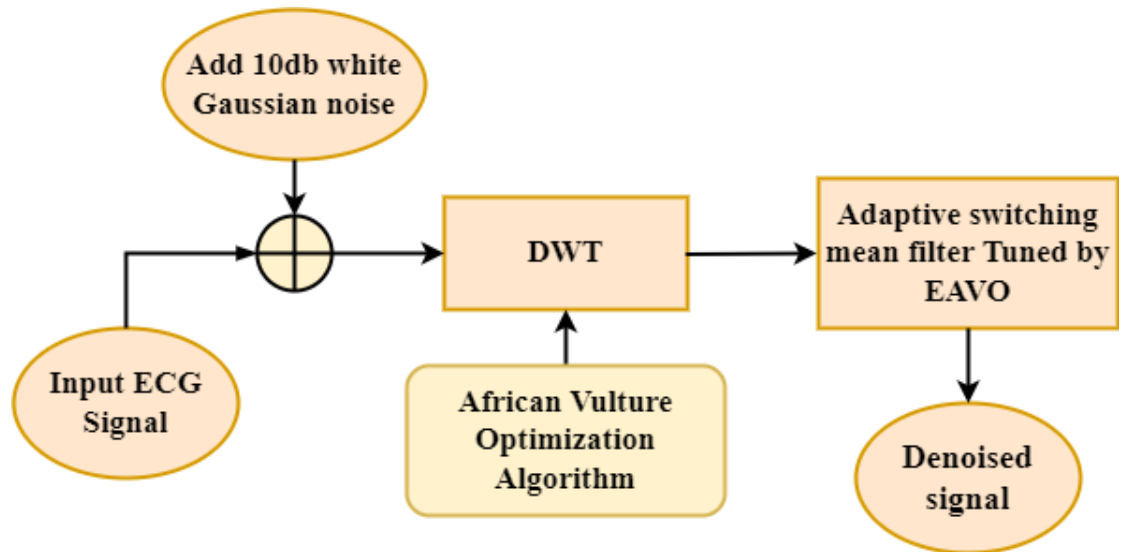 Add 10db white
Gaussian noise
Input ECG
Signal
DWT
African Vulture
Optimization
Algorithm
Adaptive switching
mean filter Tuned by
EAVO
Denoised
signal